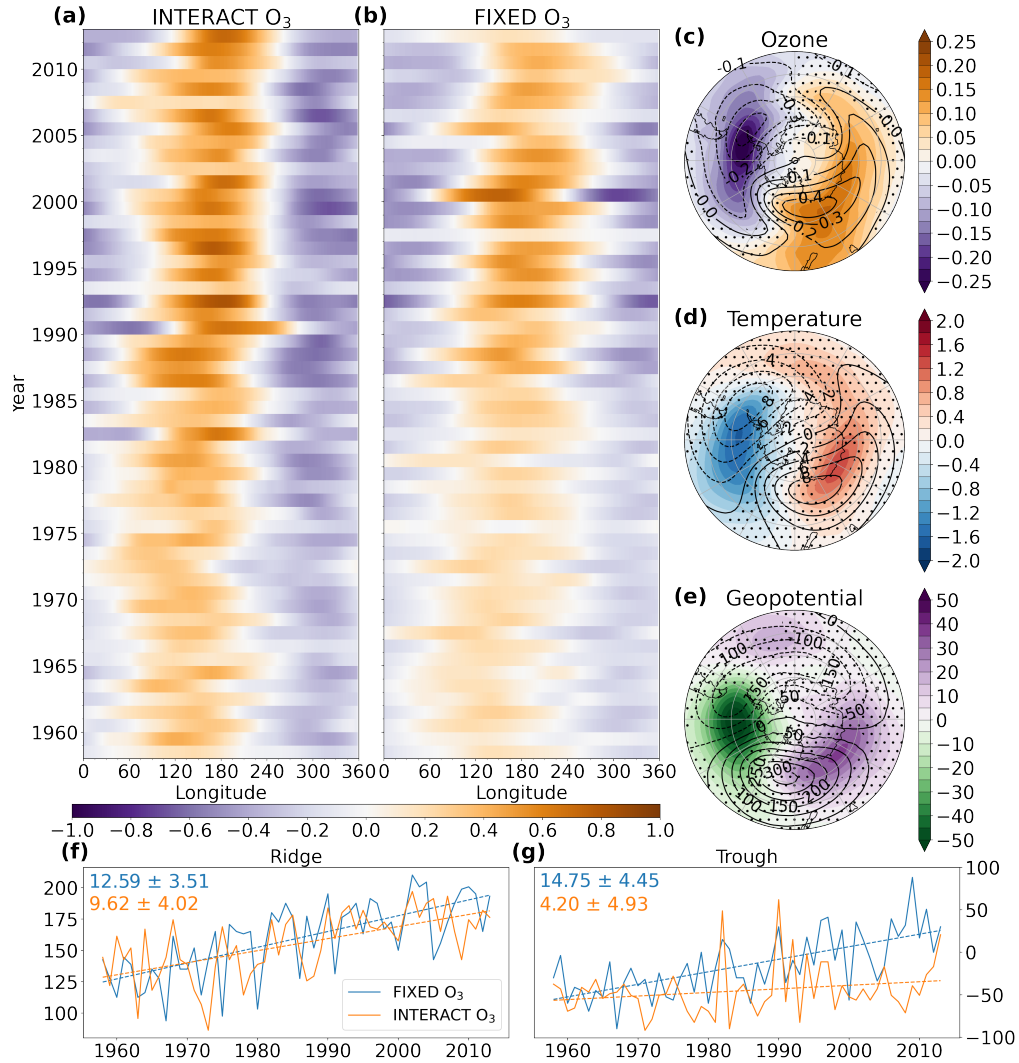 (a) INTERACT O₃
(b) FIXED O₃
Year
2010
2005
2000
1995
1990
1985
1980
1975
1970
1965
1960
0 60 120 180 240 300 360
Longitude
0 60 120 180 240 300 360
Longitude
−1.0 −0.8 −0.6 −0.4 −0.2 0.0 0.2 0.4 0.6 0.8 1.0
(c) Ozone
0.25
0.20
0.15
0.10
0.05
0.00
−0.05
−0.10
−0.15
−0.20
−0.25
(d) Temperature
2.0
1.6
1.2
0.8
0.4
0.0
−0.4
−0.8
−1.2
−1.6
−2.0
(e) Geopotential
50
40
30
20
10
0
−10
−20
−30
−40
−50
(f) Ridge
12.59 ± 3.51
9.62 ± 4.02
200
175
150
125
100
FIXED O₃
INTERACT O₃
1960 1970 1980 1990 2000 2010
(g) Trough
14.75 ± 4.45
4.20 ± 4.93
100
50
0
−50
−100
1960 1970 1980 1990 2000 2010